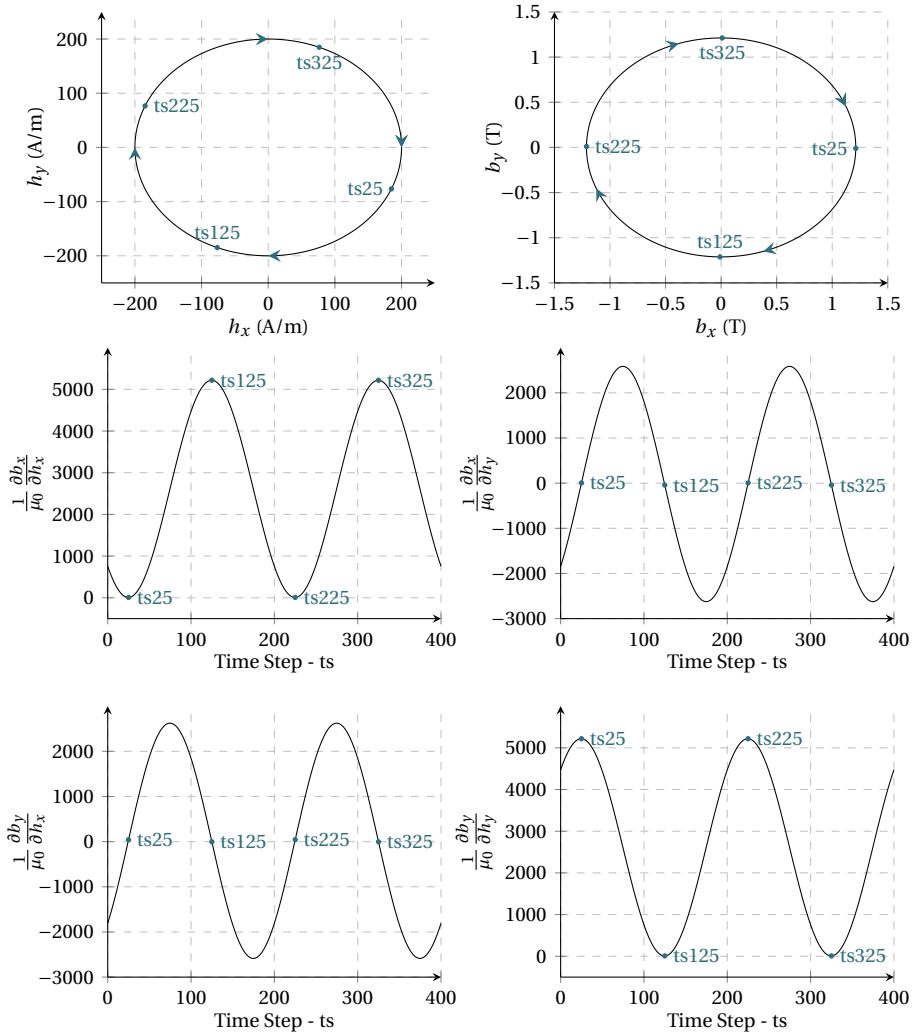 200
100
0
−100
−200
−200 −100 0 100 200
h_y (A/m)
h_x (A/m)
ts325
ts225
ts25
ts125
1.5
1
0.5
0
−0.5
−1
−1.5
−1.5 −1 −0.5 0 0.5 1 1.5
b_y (T)
b_x (T)
ts325
ts25
ts225
ts125
5000
4000
3000
2000
1000
0
0 100 200 300 400
1/μ0 ∂b_x/∂h_x
Time Step - ts
ts125
ts325
ts25
ts225
2000
1000
0
−1000
−2000
−3000
0 100 200 300 400
1/μ0 ∂b_x/∂h_y
Time Step - ts
ts25
ts125
ts225
ts325
2000
1000
0
−1000
−2000
−3000
0 100 200 300 400
1/μ0 ∂b_y/∂h_x
Time Step - ts
ts25
ts125
ts225
ts325
5000
4000
3000
2000
1000
0
0 100 200 300 400
1/μ0 ∂b_y/∂h_y
Time Step - ts
ts25
ts225
ts125
ts325